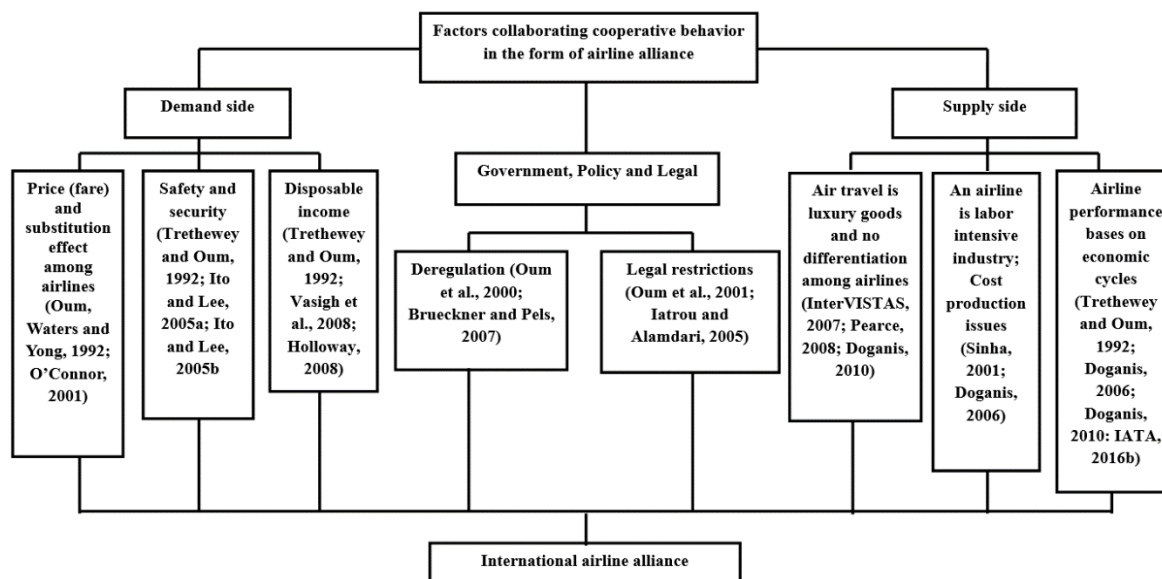 Factors collaborating cooperative behavior
in the form of airline alliance
Demand side
Supply side
Government, Policy and Legal
Price (fare)
and
substitution
effect
among
airlines
(Oum,
Waters and
Yong, 1992;
O’Connor,
2001)
Safety and
security
(Trethewey
and Oum,
1992; Ito
and Lee,
2005a; Ito
and Lee,
2005b
Disposable
income
(Trethewey
and Oum,
1992;
Vasigh et
al., 2008;
Holloway,
2008)
Deregulation (Oum
et al., 2000;
Brueckner and Pels,
2007)
Legal restrictions
(Oum et al., 2001;
Iatrou and
Alamdari, 2005)
Air travel is
luxury goods
and no
differentiation
among airlines
(InterVISTAS,
2007; Pearce,
2008; Doganis,
2010)
An airline is
labor
intensive
industry;
Cost
production
issues
(Sinha,
2001;
Doganis,
2006)
Airline
performance
bases on
economic
cycles
(Trethewey
and Oum,
1992;
Doganis,
2006;
Doganis,
2010: IATA,
2016b)
International airline alliance